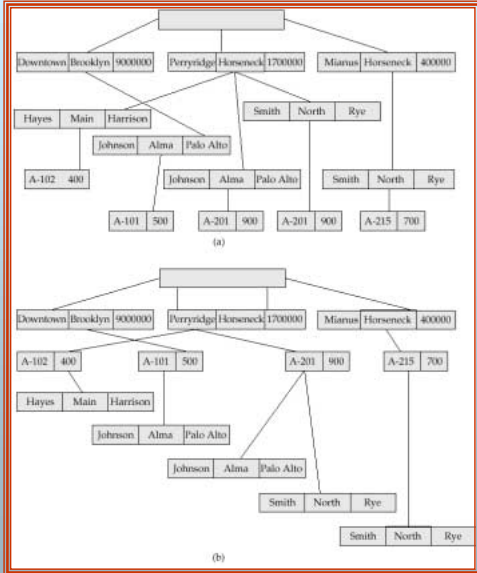 Downtown Brooklyn 9000000 Perryridge Horseneck 1700000 Mianus Horseneck 400000
Hayes Main Harrison
Smith North Rye
Johnson Alma Palo Alto
A-102 400
Johnson Alma Palo Alto
Smith North Rye
A-101 500 A-201 900 A-201 900 A-215 700
(a)
Downtown Brooklyn 9000000 Perryridge Horseneck 1700000 Mianus Horseneck 400000
A-102 400 A-101 500 A-201 900 A-215 700
Hayes Main Harrison
Johnson Alma Palo Alto
Johnson Alma Palo Alto
Smith North Rye
Smith North Rye
(b)